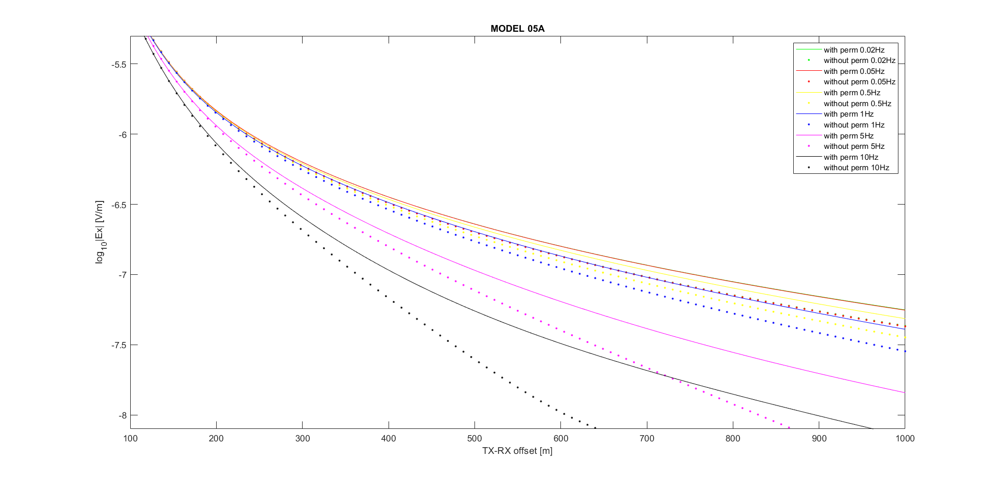 MODEL 05A
with perm 0.02Hz
without perm 0.02Hz
with perm 0.05Hz
without perm 0.05Hz
with perm 0.5Hz
without perm 0.5Hz
with perm 1Hz
without perm 1Hz
with perm 5Hz
without perm 5Hz
with perm 10Hz
without perm 10Hz
-5.5
-6
-6.5
-7
-7.5
-8
log10|Ex| [V/m]
100 200 300 400 500 600 700 800 900 1000
TX-RX offset [m]